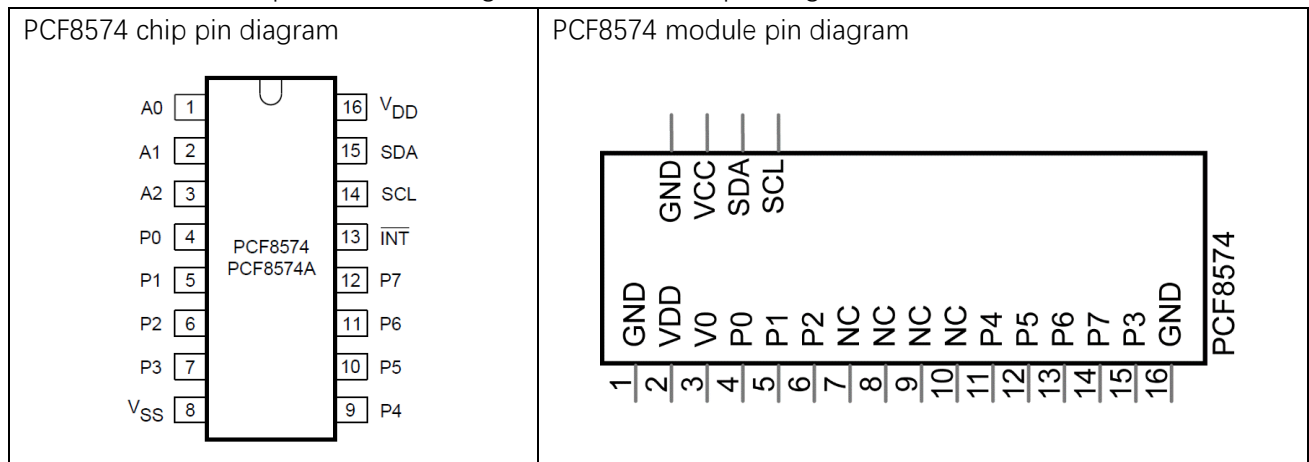 PCF8574 chip pin diagram
A0 1 16 VDD
A1 2 15 SDA
A2 3 14 SCL
P0 4 13 INT
P1 5 12 P7
P2 6 11 P6
P3 7 10 P5
VSS 8 9 P4
PCF8574
PCF8574A
PCF8574 module pin diagram
GND VCC SDA SCL
GND VDD V0 P0 P1 P2 NC NC NC NC P4 P5 P6 P7 P3 GND
1 2 3 4 5 6 7 8 9 10 11 12 13 14 15 16
PCF8574